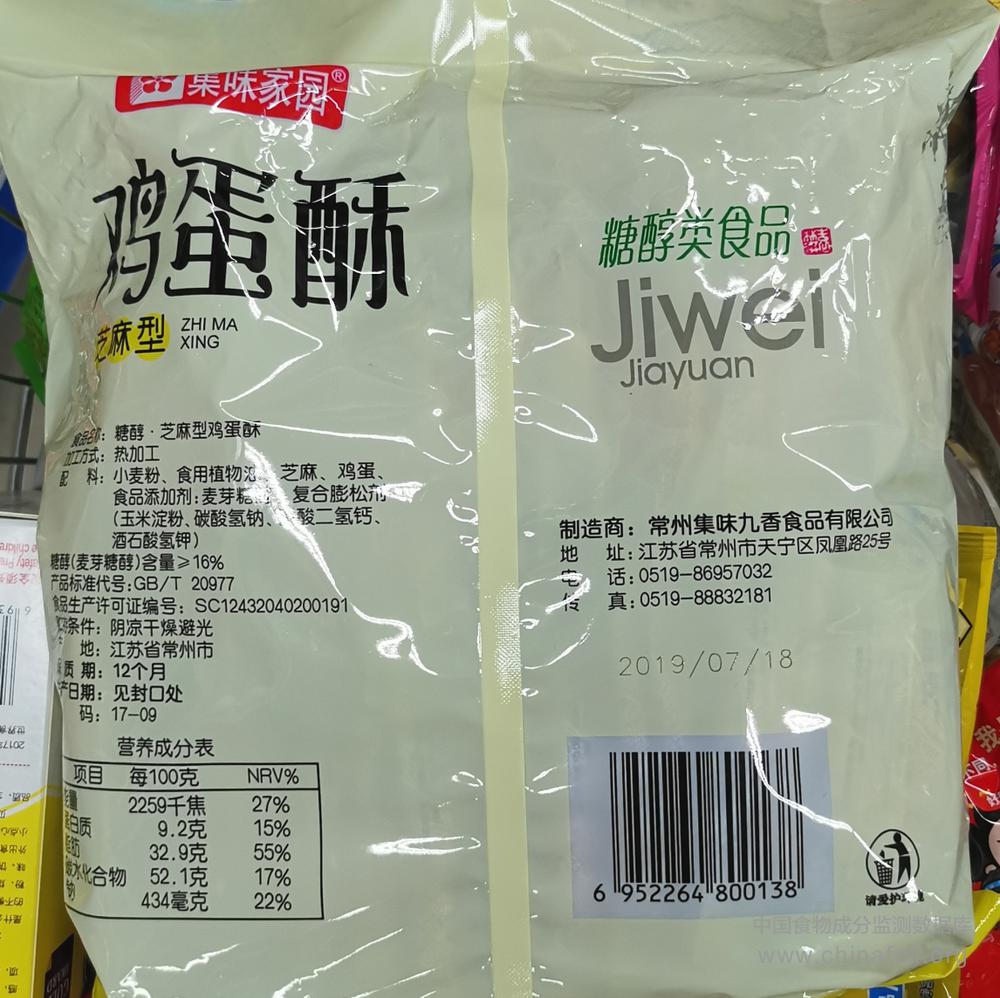 集味家园®
鸡蛋酥
芝麻型 ZHI MA
XING
食品名称：糖醇·芝麻型鸡蛋酥
加工方式：热加工
配 料：小麦粉、食用植物油、芝麻、鸡蛋、
食品添加剂：麦芽糖 复合膨松剂
(玉米淀粉、碳酸氢钠、 酸二氢钙、
酒石酸氢钾)
糖醇(麦芽糖醇)含量≥16%
产品标准代号：GB/T 20977
食品生产许可证编号：SC12432040200191
条件：阴凉干燥避光
地：江苏省常州市
质 期：12个月
产日期：见封口处
码：17-09
营养成分表
项目 每100克 NRV%
能量 2259千焦 27%
蛋白质 9.2克 15%
脂肪 32.9克 55%
碳水化合物 52.1克 17%
钠 434毫克 22%
糖醇类食品
Jiwei
Jiayuan
制造商：常州集味九香食品有限公司
地 址：江苏省常州市天宁区凤凰路25号
电 话：0519-86957032
传 真：0519-88832181
2019/07/18
6 952264 800138
请爱护环境
中国食物成分监测数据库